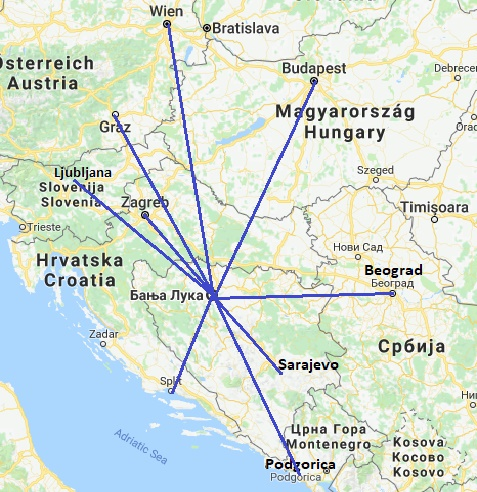 Wien
Bratislava
Österreich
Austria
Budapest
Debrecen
Magyarország
Hungary
Graz
Ljubljana
Slovenija
Slovenia
Zagreb
Szeged
Timișoara
Trieste
Нови Сад
Hrvatska
Croatia
Beograd
Београд
Бања Лука
Zadar
Србија
Sarajevo
Split
Adriatic Sea
Црна Гора
Montenegro
Kosova
Косово
Kosovo
Podgorica
Podgorica